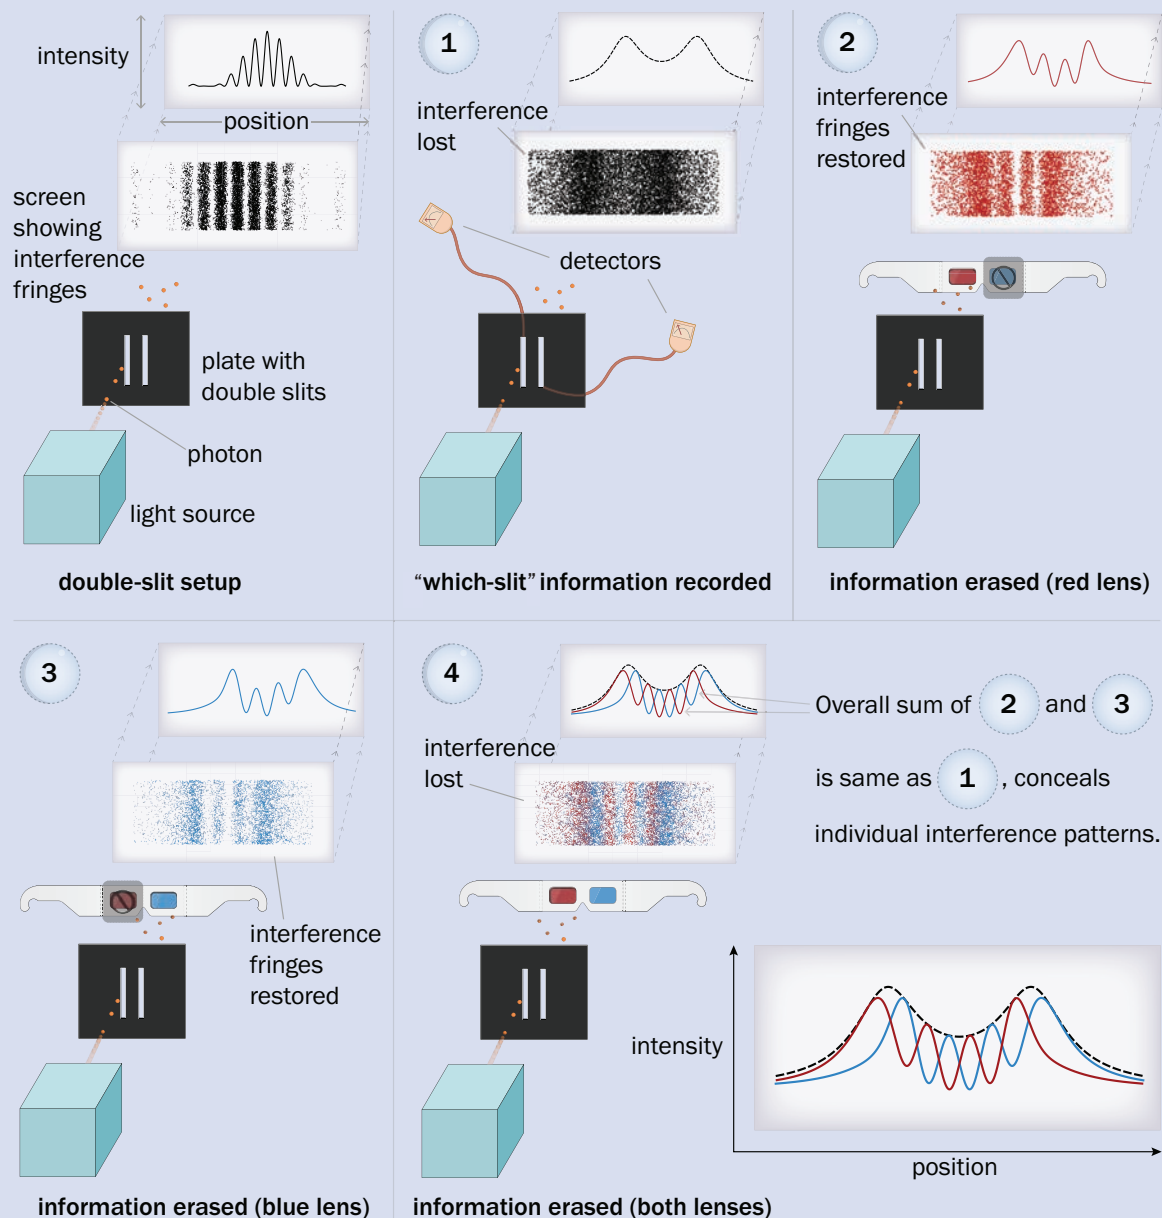 intensity
position
screen
showing
interference
fringes
plate with
double slits
photon
light source
double-slit setup
1
interference
lost
detectors
“which-slit” information recorded
2
interference
fringes
restored
information erased (red lens)
3
interference
fringes
restored
information erased (blue lens)
4
interference
lost
information erased (both lenses)
Overall sum of 2 and 3
is same as 1 , conceals
individual interference patterns.
intensity
position